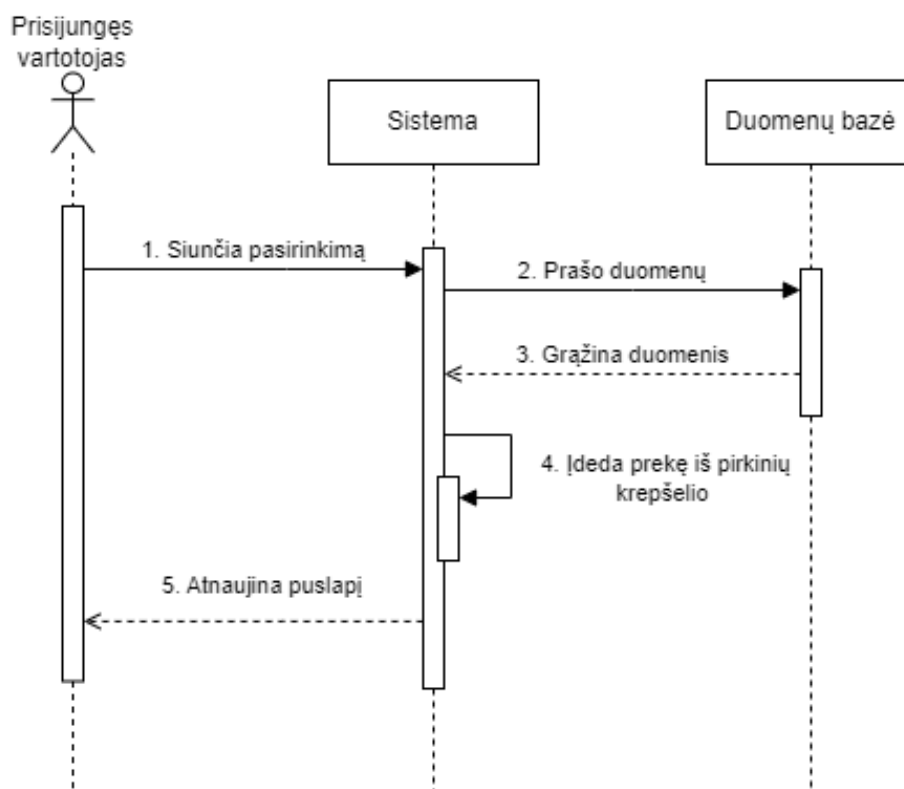 Prisijungęs
vartotojas
Sistema
Duomenų bazė
1. Siunčia pasirinkimą
2. Prašo duomenų
3. Grąžina duomenis
4. Įdeda prekę iš pirkinių
krepšelio
5. Atnaujina puslapį